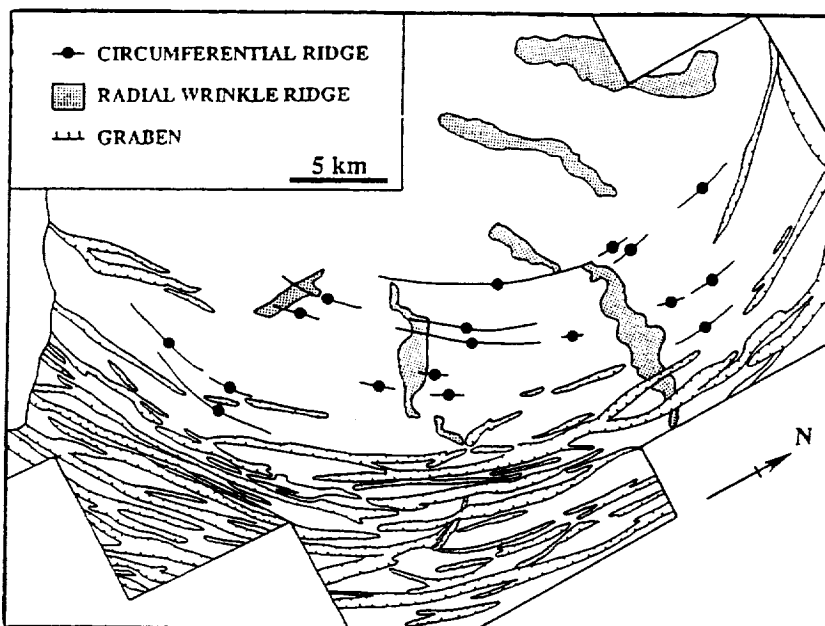 CIRCUMFERENTIAL RIDGE
RADIAL WRINKLE RIDGE
GRABEN
5 km
N